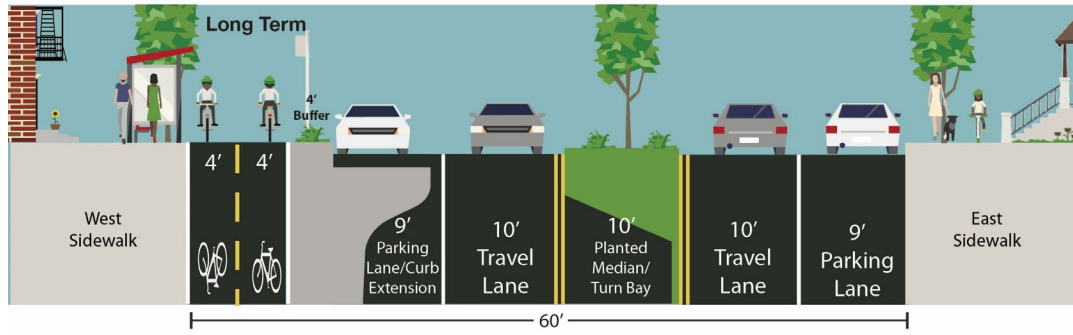 Long Term
4'
Buffer
4'
4'
West
Sidewalk
9'
Parking
Lane/Curb
Extension
10'
Travel
Lane
10'
Planted
Median/
Turn Bay
10'
Travel
Lane
9'
Parking
Lane
East
Sidewalk
60'